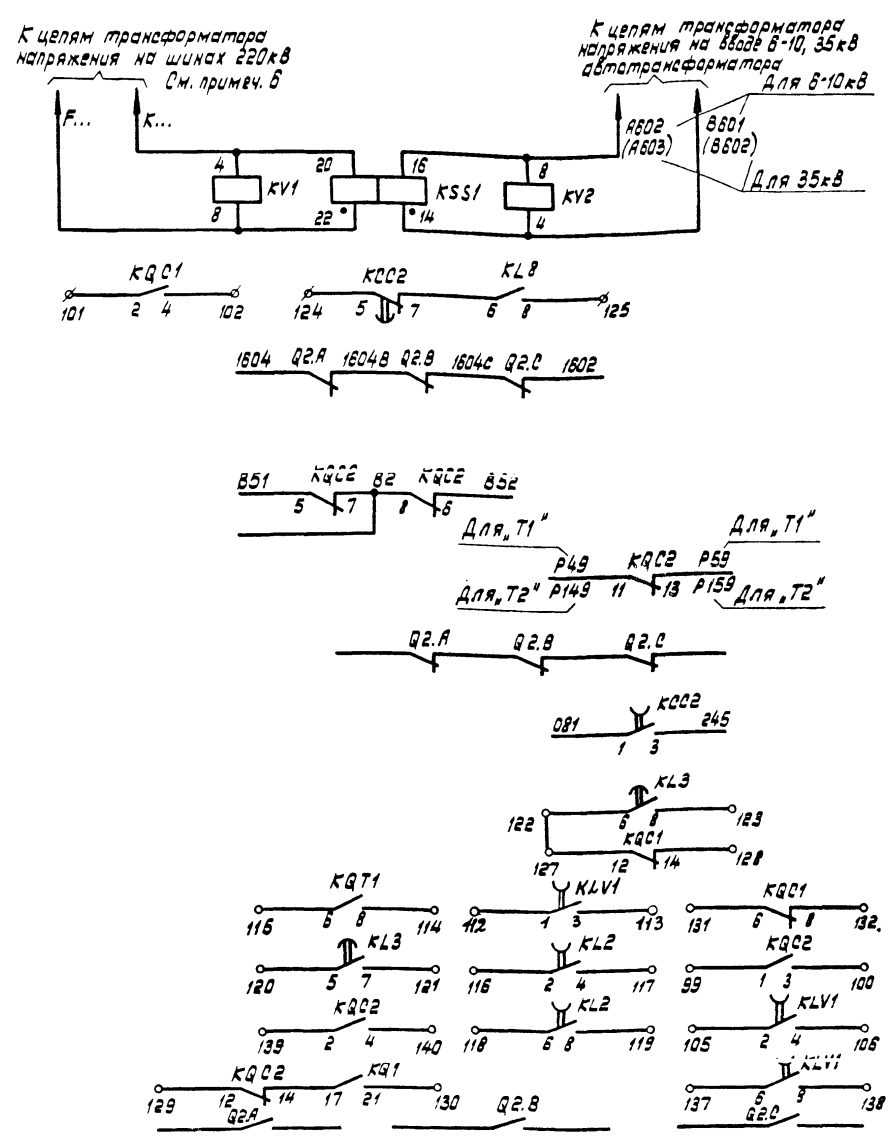 К цепям трансформатора
напряжения на шинах 220кВ
См. примеч. 6
К цепям трансформатора
напряжения на вводе 6-10, 35кВ
автотрансформатора
Для 6-10кВ
F... К...
А602 В601
(А603) (В602)
Для 35кВ
4 20 16 8
KV1 KSS1 KV2
8 22 14 4
KQC1 KCC2 KL8
101 2 4 102 124 5 7 6 8 125
1604 Q2.A 1604В Q2.В 1604С Q2.С 1602
В51 KQC2 В2 KQC2 В52
5 7 8 6
Для „Т1" Для „Т1"
Р49 KQC2 Р59
Р149 11 13 Р159
Для „Т2" Для „Т2"
Q2.A Q2.В Q2.С
KCC2
081 1 3 245
KL3
122 6 8 123
KQC1
127 12 14 128
KQT1 KLV1 KQC1
115 6 8 114 112 1 3 113 131 6 8 132.
KL3 KL2 KQC2
120 5 7 121 116 2 4 117 99 1 3 100
KQC2 KL2 KLV1
139 2 4 140 118 6 8 119 105 2 4 106
KQC2 KQ1 KLV1
129 12 14 17 21 130 137 6 8 138
Q2.A Q2.В Q2.С